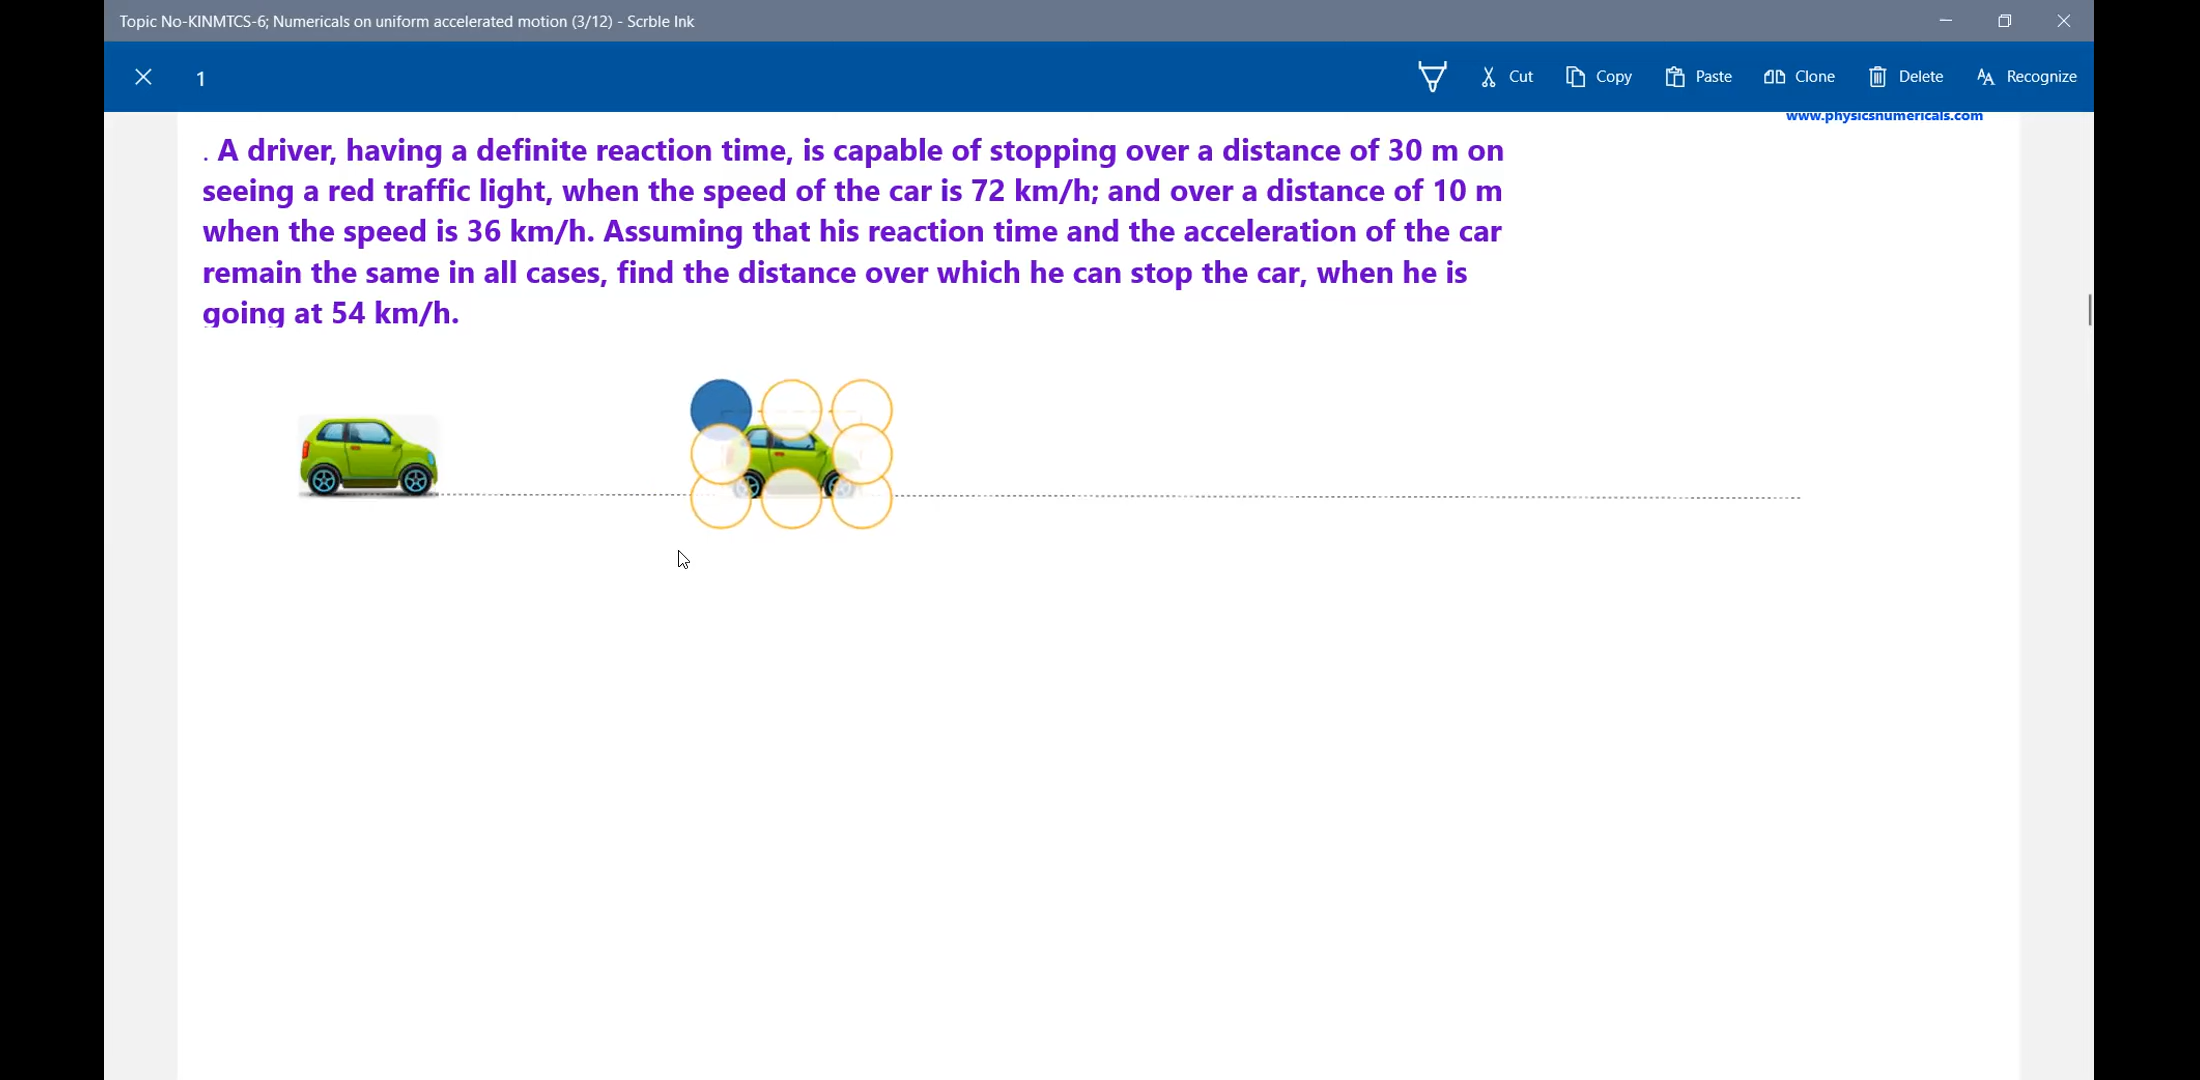 Topic No-KINMTCS-6; Numericals on uniform accelerated motion (3/12) - Scrble Ink
1
Cut
Copy
Paste
Clone
Delete
Recognize
www.physicsnumericals.com
. A driver, having a definite reaction time, is capable of stopping over a distance of 30 m on
seeing a red traffic light, when the speed of the car is 72 km/h; and over a distance of 10 m
when the speed is 36 km/h. Assuming that his reaction time and the acceleration of the car
remain the same in all cases, find the distance over which he can stop the car, when he is
going at 54 km/h.